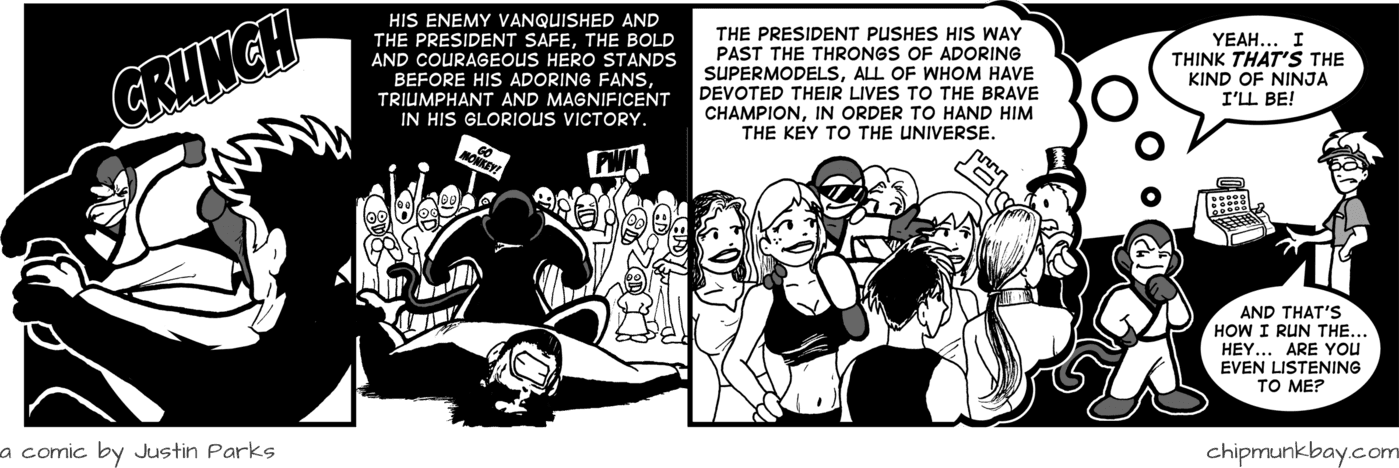 CRUNCH
HIS ENEMY VANQUISHED AND
THE PRESIDENT SAFE, THE BOLD
AND COURAGEOUS HERO STANDS
BEFORE HIS ADORING FANS,
TRIUMPHANT AND MAGNIFICENT
IN HIS GLORIOUS VICTORY.
GO
MONKEY!
PWN
THE PRESIDENT PUSHES HIS WAY
PAST THE THRONGS OF ADORING
SUPERMODELS, ALL OF WHOM HAVE
DEVOTED THEIR LIVES TO THE BRAVE
CHAMPION, IN ORDER TO HAND HIM
THE KEY TO THE UNIVERSE.
YEAH... I
THINK THAT'S THE
KIND OF NINJA
I'LL BE!
AND THAT'S
HOW I RUN THE...
HEY... ARE YOU
EVEN LISTENING
TO ME?
a comic by Justin Parks
chipmunkbay.com